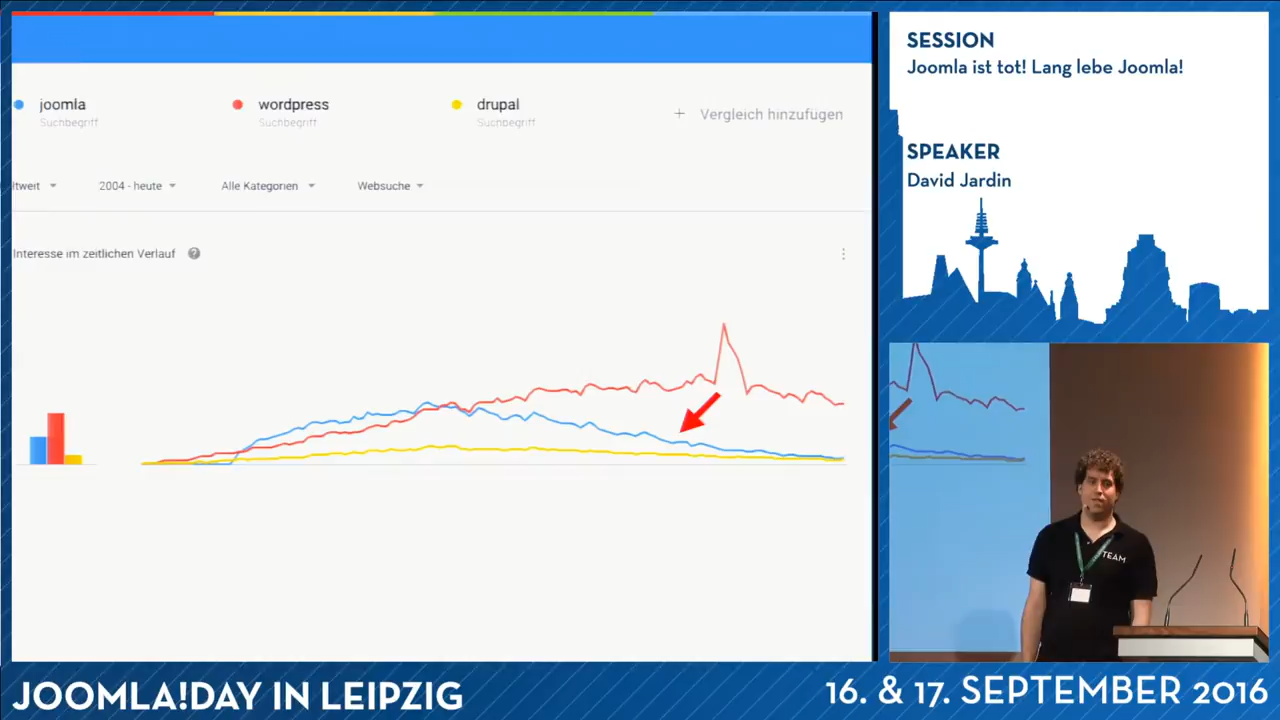 joomla
Suchbegriff
wordpress
Suchbegriff
drupal
Suchbegriff
+ Vergleich hinzufügen
ltweit
2004 - heute
Alle Kategorien
Websuche
Interesse im zeitlichen Verlauf
SESSION
Joomla ist tot! Lang lebe Joomla!
SPEAKER
David Jardin
TEAM
JOOMLA!DAY IN LEIPZIG
16. & 17. SEPTEMBER 2016